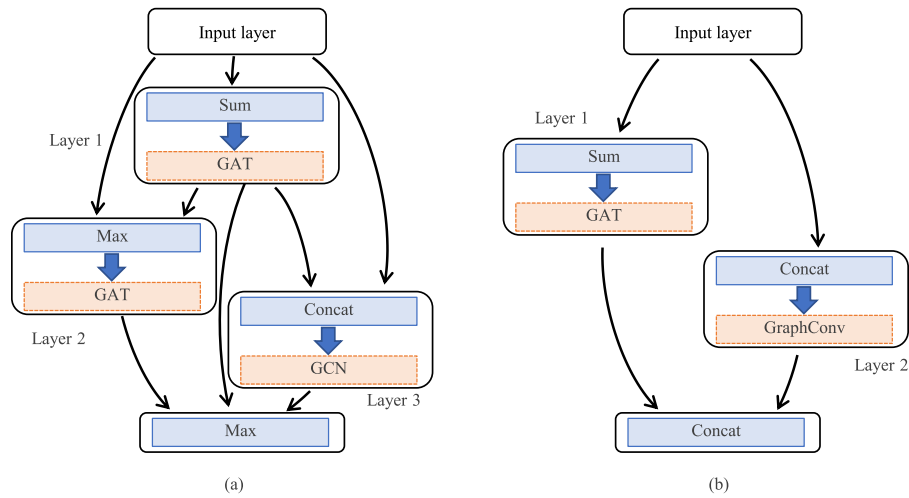 Input layer
Sum
Layer 1
GAT
Max
GAT
Concat
Layer 2
GCN
Layer 3
Max
(a)
Input layer
Layer 1
Sum
GAT
Concat
GraphConv
Layer 2
Concat
(b)